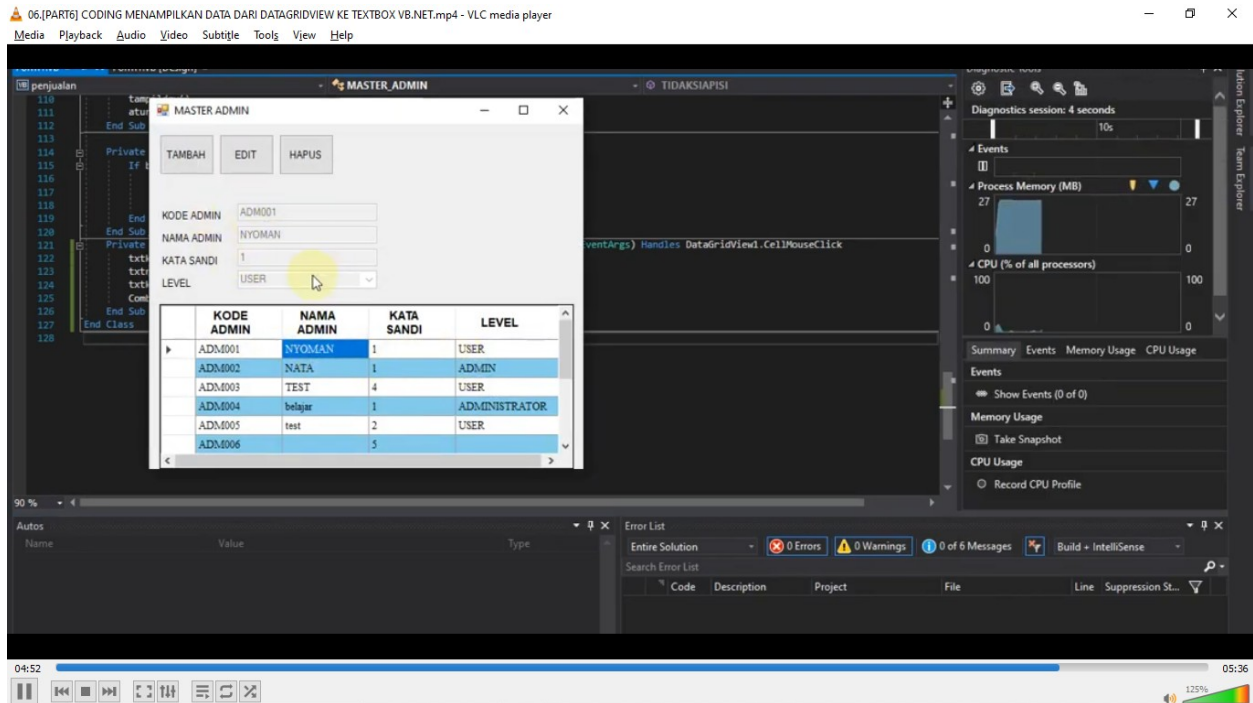 06.[PART6] CODING MENAMPILKAN DATA DARI DATAGRIDVIEW KE TEXTBOX VB.NET.mp4 - VLC media player
Media Playback Audio Video Subtitle Tools View Help
penjualan MASTER_ADMIN TIDAKSIAPISI
Diagnostics session: 4 seconds
10s
Events
Process Memory (MB)
27 27
0 0
CPU (% of all processors)
100 100
0 0
Summary Events Memory Usage CPU Usage
Events
Show Events (0 of 0)
Memory Usage
Take Snapshot
CPU Usage
Record CPU Profile
Solution Explorer
Team Explorer
110
111 atur
112 End Sub
113
114 Private
115 If
116
117
118
119 End
120 End Sub
121 Private ventArgs) Handles DataGridView1.CellMouseClick
122
123
124
125
126 End Sub
127 End Class
128
MASTER ADMIN
TAMBAH EDIT HAPUS
KODE ADMIN ADM001
NAMA ADMIN NYOMAN
KATA SANDI 1
LEVEL USER
KODE ADMIN NAMA ADMIN KATA SANDI LEVEL
ADM001 NYOMAN 1 USER
ADM002 NATA 1 ADMIN
ADM003 TEST 4 USER
ADM004 belajar 1 ADMINISTRATOR
ADM005 test 2 USER
ADM006 5
90 %
Autos
Name Value Type
Error List
Entire Solution 0 Errors 0 Warnings 0 of 6 Messages Build + IntelliSense
Search Error List
Code Description Project File Line Suppression St...
04:52 05:36
125%